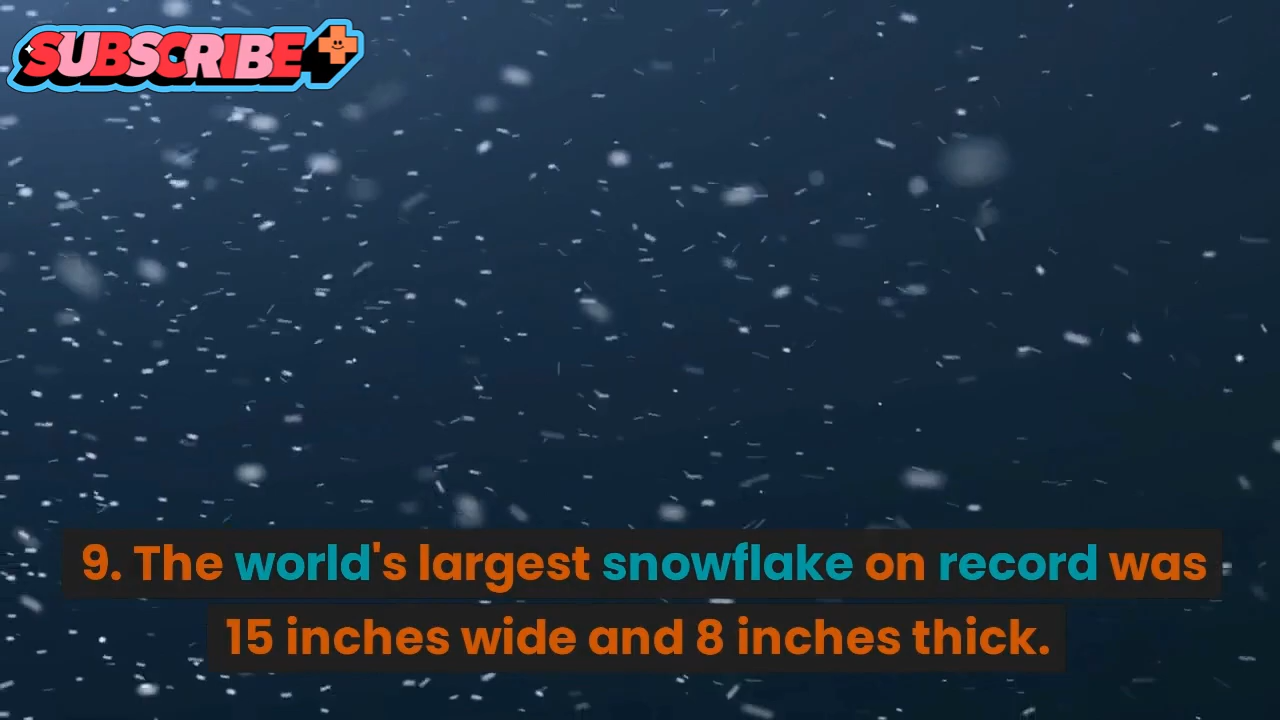 SUBSCRIBE
9. The world's largest snowflake on record was
15 inches wide and 8 inches thick.